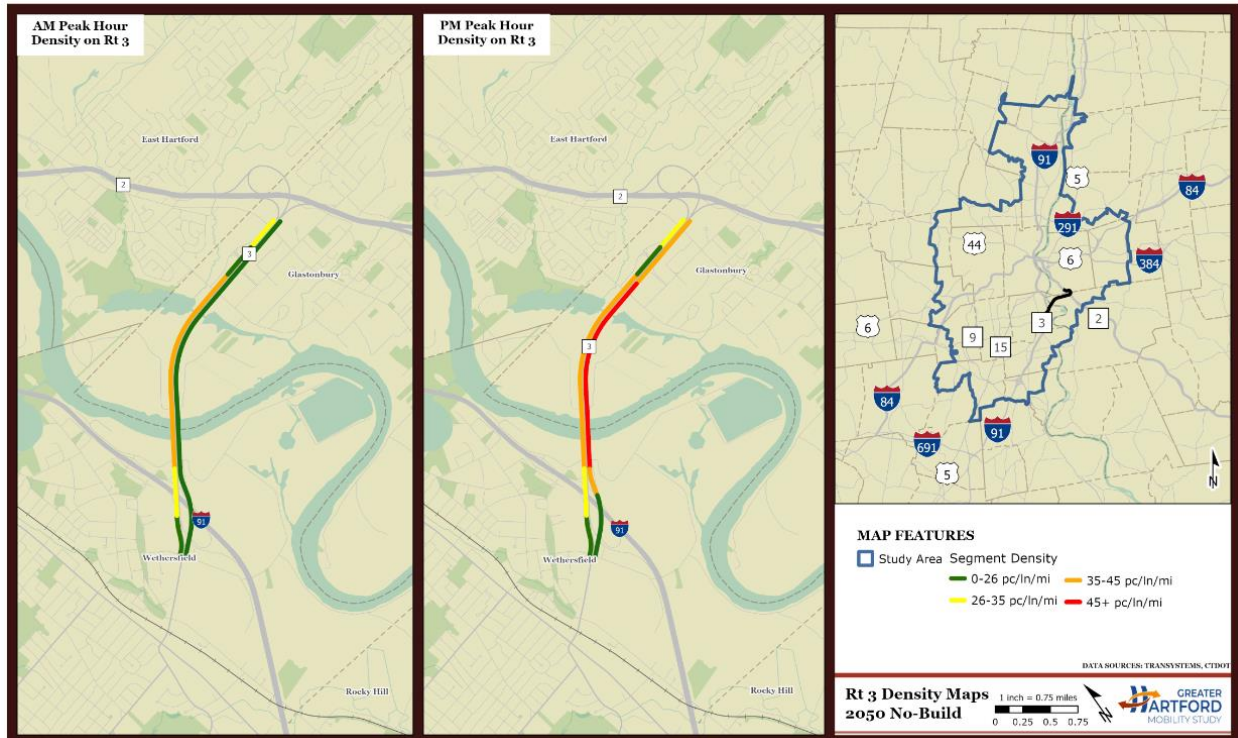 AM Peak Hour
Density on Rt 3
East Hartford
2
3
Glastonbury
91
Wethersfield
Rocky Hill
PM Peak Hour
Density on Rt 3
East Hartford
2
Glastonbury
3
91
Wethersfield
Rocky Hill
91
5
84
291
44
6
384
6
3
2
9
15
84
91
691
5
N
MAP FEATURES
Study Area
Segment Density
0-26 pc/ln/mi
35-45 pc/ln/mi
26-35 pc/ln/mi
45+ pc/ln/mi
DATA SOURCES: TRANSYSTEMS, CTDOT
Rt 3 Density Maps
2050 No-Build
1 inch = 0.75 miles
0 0.25 0.5 0.75
N
GREATER
HARTFORD
MOBILITY STUDY